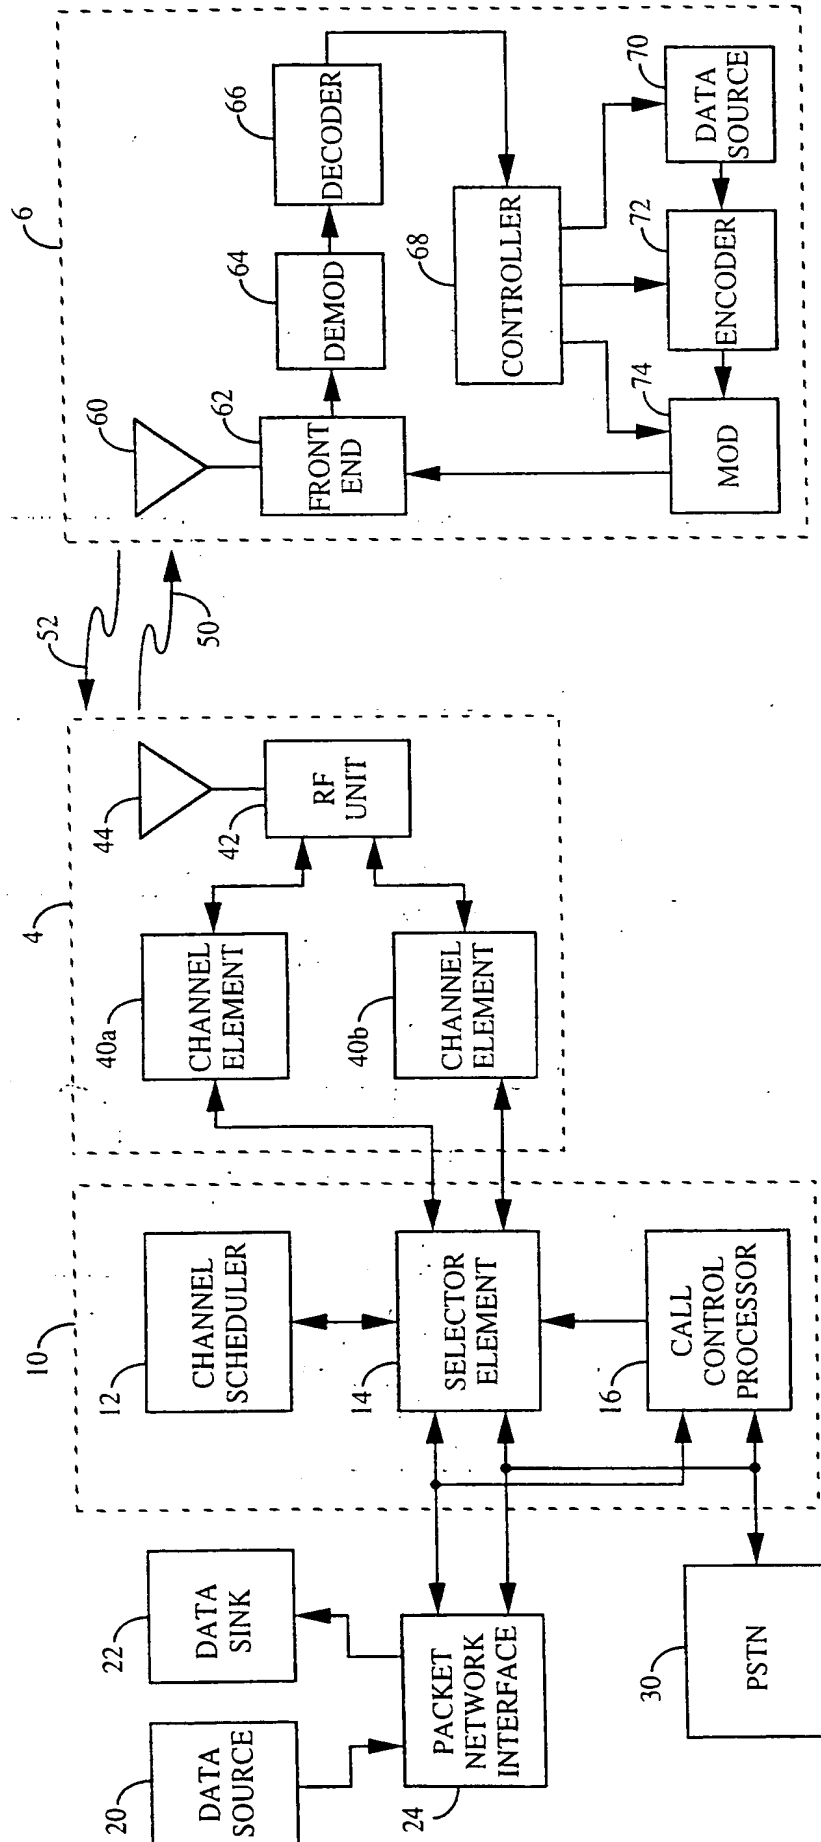 20
DATA
SOURCE
22
DATA
SINK
24
PACKET
NETWORK
INTERFACE
30
PSTN
10
12
CHANNEL
SCHEDULER
14
SELECTOR
ELEMENT
16
CALL
CONTROL
PROCESSOR
4
40a
CHANNEL
ELEMENT
40b
CHANNEL
ELEMENT
44
42
RF
UNIT
52
50
6
60
62
FRONT
END
64
DEMOD
66
DECODER
68
CONTROLLER
70
DATA
SOURCE
72
ENCODER
74
MOD